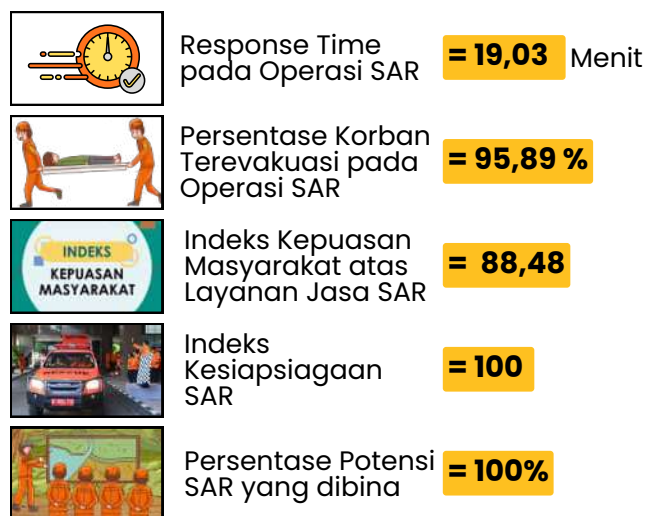 Response Time
pada Operasi SAR
= 19,03 Menit
Persentase Korban
Terevakuasi pada
Operasi SAR
= 95,89 %
INDEKS
KEPUASAN
MASYARAKAT
Indeks Kepuasan
Masyarakat atas
Layanan Jasa SAR
= 88,48
Indeks
Kesiapsiagaan
SAR
= 100
Persentase Potensi
SAR yang dibina
= 100%